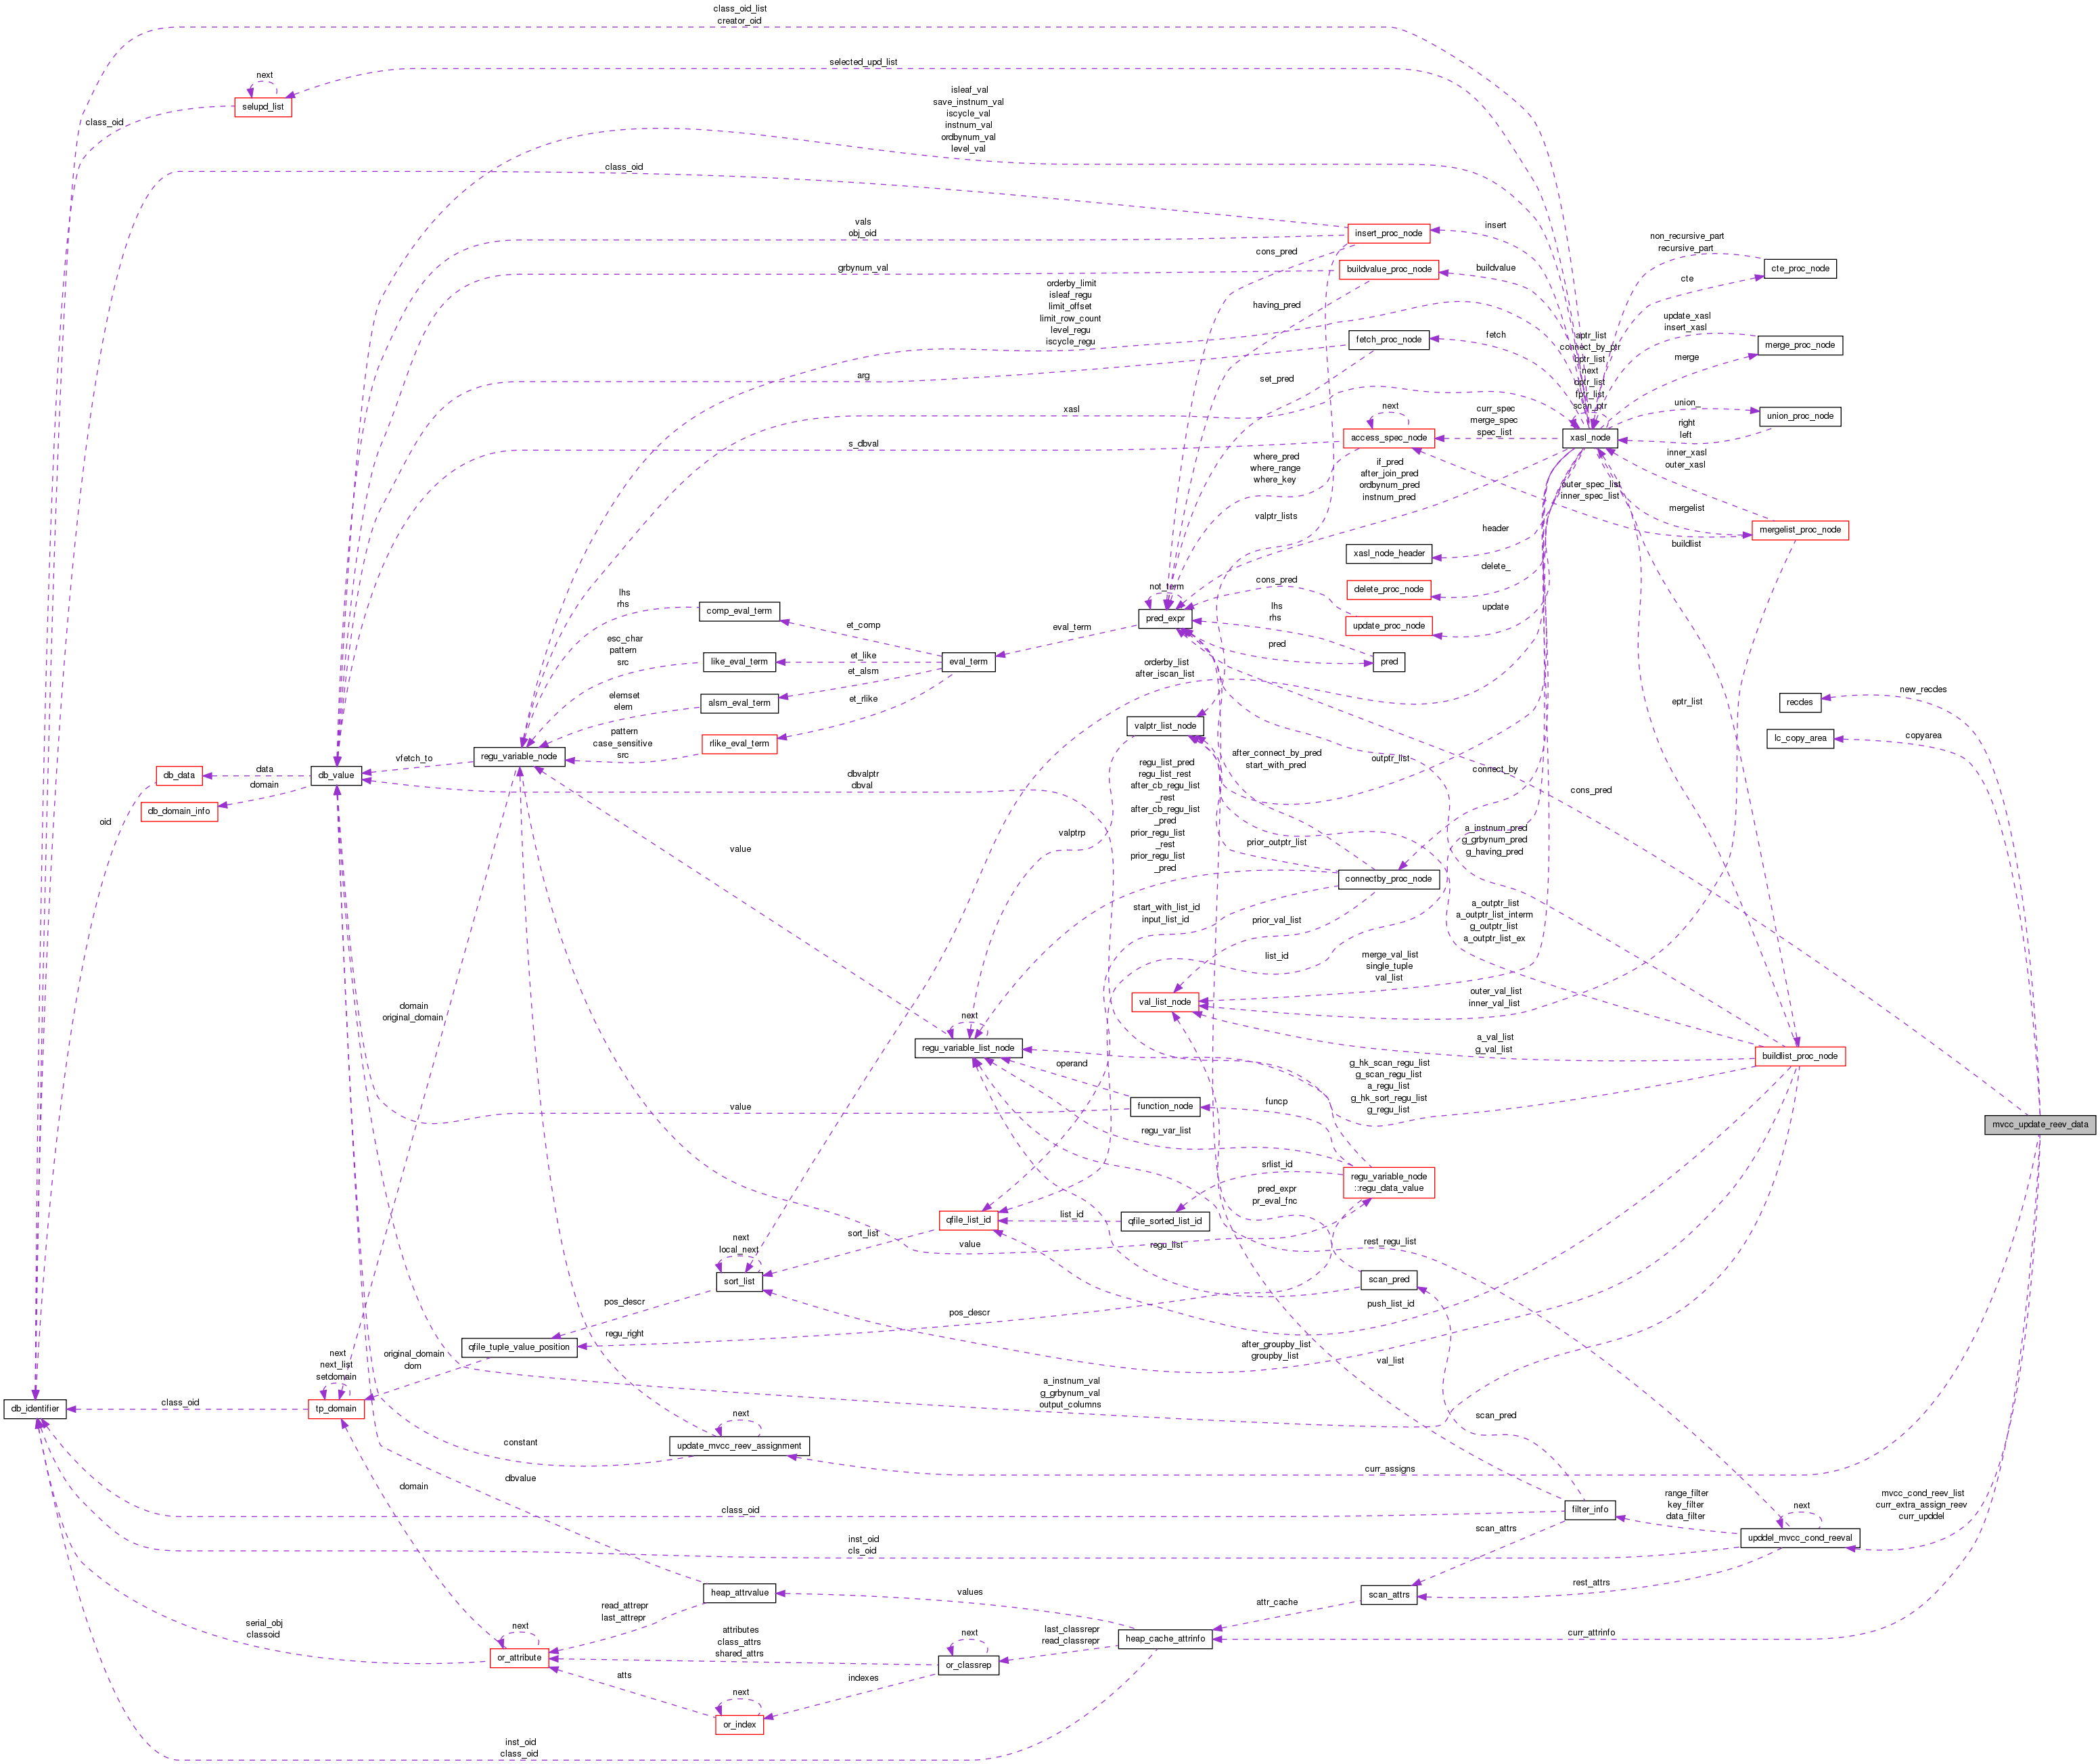 class_oid_list
creator_oid
selected_upd_list
next
selupd_list
class_oid
isleaf_val
save_instnum_val
iscycle_val
instnum_val
ordbynum_val
level_val
class_oid
vals
obj_oid
cons_pred
insert_proc_node
insert
non_recursive_part
recursive_part
cte_proc_node
grbynum_val
buildvalue_proc_node
buildvalue
cte
orderby_limit
isleaf_regu
limit_offset
limit_row_count
level_regu
iscycle_regu
having_pred
fetch_proc_node
fetch
update_xasl
insert_xasl
merge_proc_node
aptr_list
connect_by_ptr
bptr_list
next
dptr_list
fptr_list
scan_ptr
merge
arg
set_pred
xasl
next
curr_spec
merge_spec
spec_list
union_
union_proc_node
s_dbval
access_spec_node
xasl_node
right
left
where_pred
where_range
where_key
if_pred
after_join_pred
ordbynum_pred
instnum_pred
inner_xasl
outer_xasl
outer_spec_list
inner_spec_list
valptr_lists
mergelist
mergelist_proc_node
header
xasl_node_header
buildlist
delete_
delete_proc_node
not_term
cons_pred
lhs
rhs
comp_eval_term
pred_expr
update
update_proc_node
lhs
rhs
et_comp
eval_term
esc_char
pattern
src
like_eval_term
et_like
eval_term
pred
pred
et_alsm
orderby_list
after_iscan_list
elemset
elem
alsm_eval_term
et_rlike
eptr_list
new_recdes
recdes
valptr_list_node
pattern
case_sensitive
src
rlike_eval_term
copyarea
lc_copy_area
regu_variable_node
vfetch_to
after_connect_by_pred
start_with_pred
outptr_list
connect_by
cons_pred
db_data
data
db_value
domain
db_domain_info
dbvalptr
dbval
regu_list_pred
regu_list_rest
after_cb_regu_list
_rest
after_cb_regu_list
_pred
prior_regu_list
_rest
prior_regu_list
_pred
oid
valptrp
value
prior_outptr_list
a_instnum_pred
g_grbynum_pred
g_having_pred
connectby_proc_node
start_with_list_id
input_list_id
prior_val_list
a_outptr_list
a_outptr_list_interm
g_outptr_list
a_outptr_list_ex
list_id
merge_val_list
single_tuple
val_list
domain
original_domain
val_list_node
outer_val_list
inner_val_list
next
regu_variable_list_node
a_val_list
g_val_list
buildlist_proc_node
operand
g_hk_scan_regu_list
g_scan_regu_list
a_regu_list
g_hk_sort_regu_list
g_regu_list
value
function_node
funcp
mvcc_update_reev_data
regu_var_list
srlist_id
regu_variable_node
::regu_data_value
pred_expr
pr_eval_fnc
qfile_list_id
list_id
qfile_sorted_list_id
sort_list
value
regu_list
rest_regu_list
next
local_next
sort_list
scan_pred
pos_descr
pos_descr
push_list_id
regu_right
qfile_tuple_value_position
after_groupby_list
groupby_list
val_list
next
next_list
setdomain
original_domain
dom
a_instnum_val
g_grbynum_val
output_columns
db_identifier
class_oid
tp_domain
next
scan_pred
constant
update_mvcc_reev_assignment
curr_assigns
dbvalue
domain
class_oid
filter_info
range_filter
key_filter
data_filter
next
mvcc_cond_reev_list
curr_extra_assign_reev
curr_upddel
scan_attrs
upddel_mvcc_cond_reeval
inst_oid
cls_oid
heap_attrvalue
values
scan_attrs
rest_attrs
attr_cache
read_attrepr
last_attrepr
serial_obj
classoid
next
attributes
class_attrs
shared_attrs
next
last_classrepr
read_classrepr
heap_cache_attrinfo
curr_attrinfo
or_attribute
or_classrep
atts
next
indexes
or_index
inst_oid
class_oid